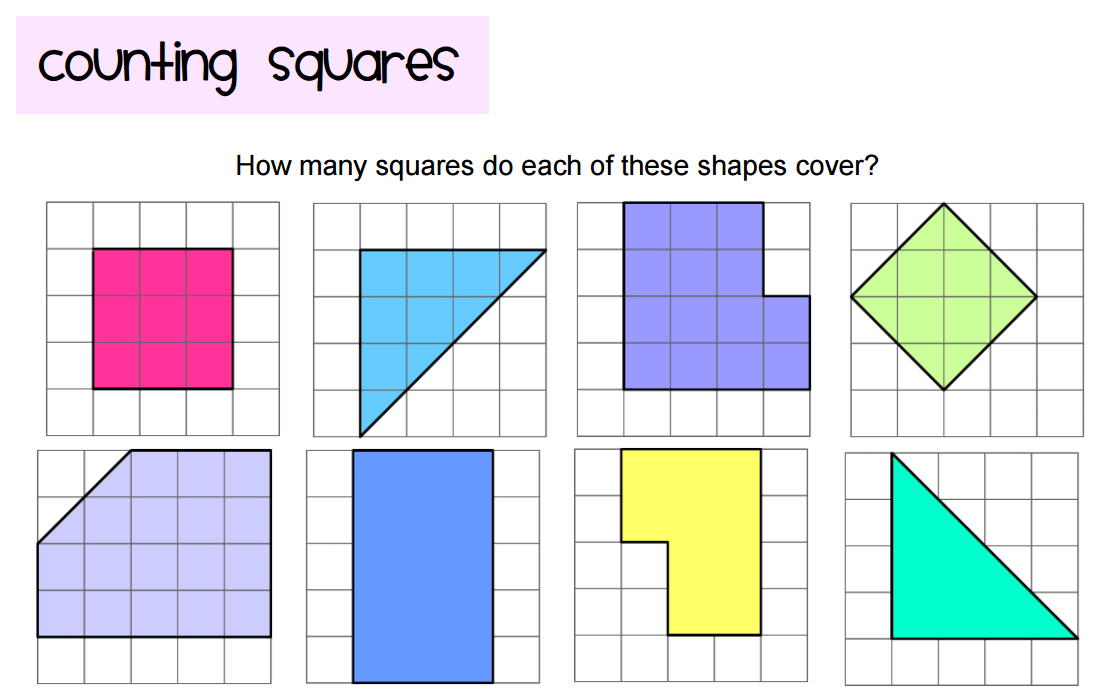 counting squares
How many squares do each of these shapes cover?